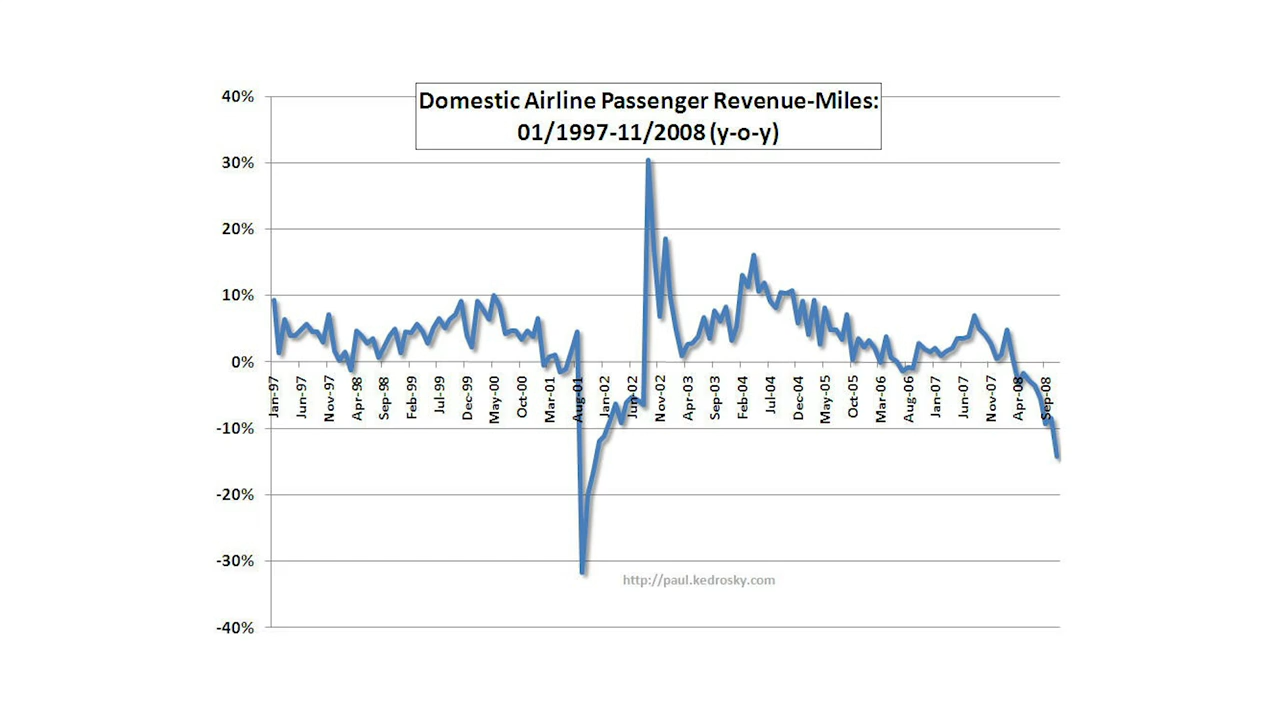 Domestic Airline Passenger Revenue-Miles:
01/1997-11/2008 (y-o-y)
40%
30%
20%
10%
0%
-10%
-20%
-30%
-40%
Jan-97
Jun-97
Nov-97
Apr-98
Sep-98
Feb-99
Jul-99
Dec-99
May-00
Oct-00
Mar-01
Aug-01
Jan-02
Jun-02
Nov-02
Apr-03
Sep-03
Feb-04
Jul-04
Dec-04
May-05
Oct-05
Mar-06
Aug-06
Jan-07
Jun-07
Nov-07
Apr-08
Sep-08
http://paul.kedrosky.com